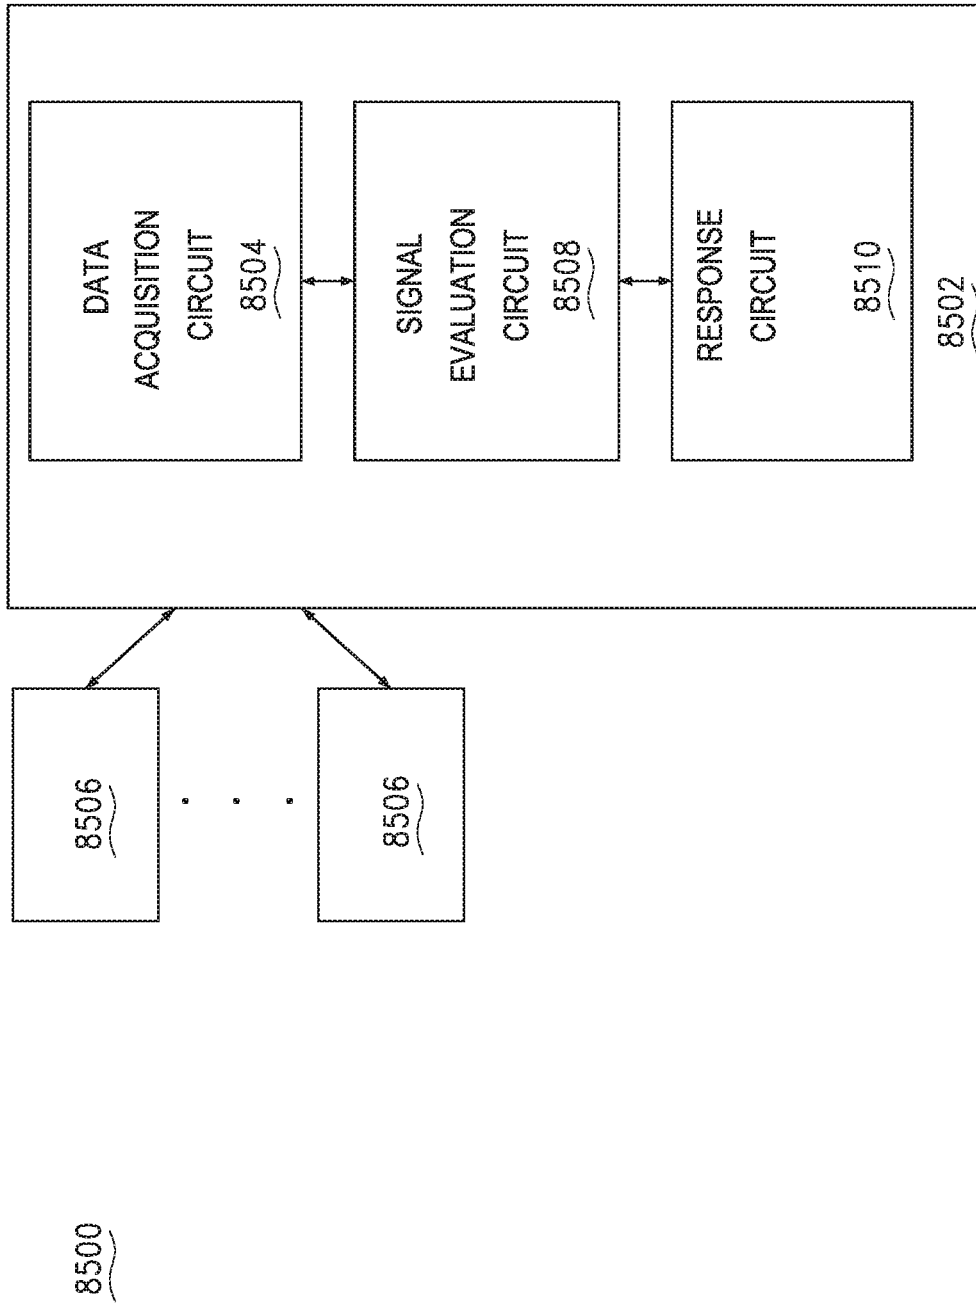 8500
8506
8506
DATA
ACQUISITION
CIRCUIT
8504
SIGNAL
EVALUATION
CIRCUIT
8508
RESPONSE
CIRCUIT
8510
8502